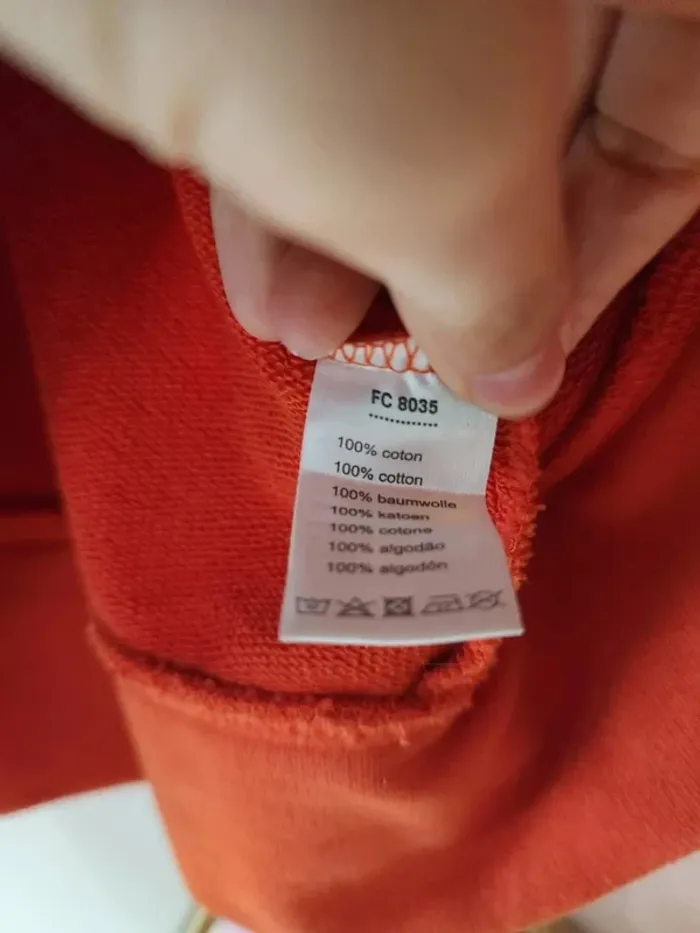 FC 8035
100% coton
100% cotton
100% baumwolle
100% katoen
100% cotone
100% algodão
100% algodón